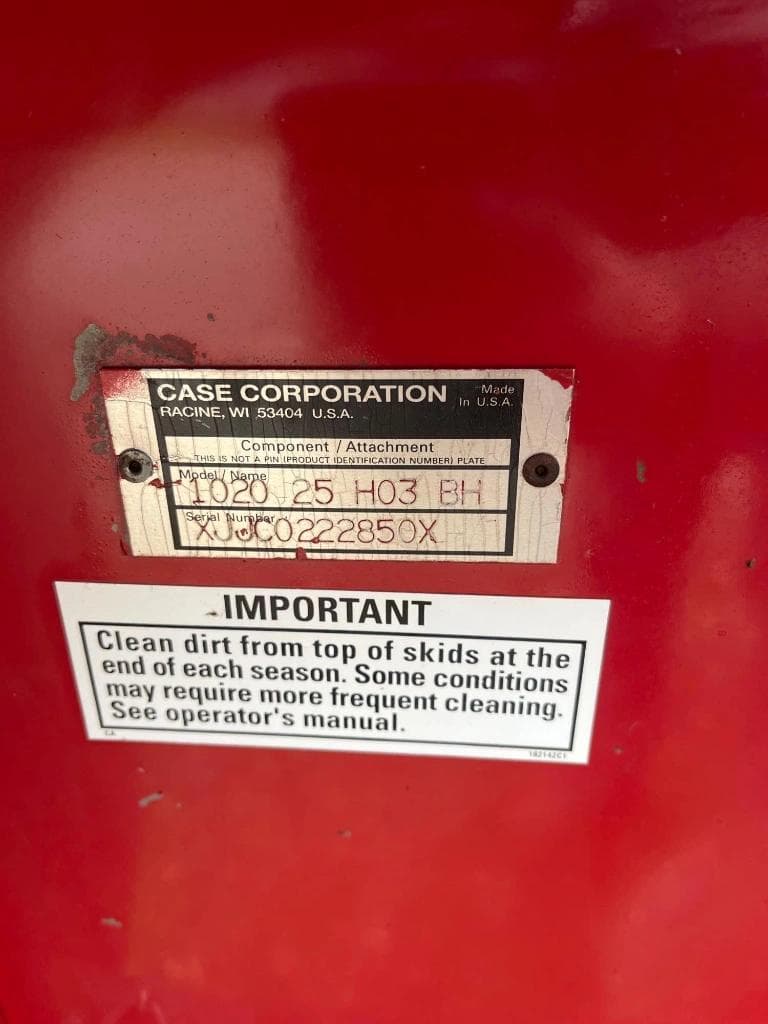 CASE CORPORATION
Made
In U.S.A.
RACINE, WI 53404 U.S.A.
Component / Attachment
THIS IS NOT A PIN (PRODUCT IDENTIFICATION NUMBER) PLATE
Model / Name
1020 25 H03 BH
Serial Number
XJJC0222850X
IMPORTANT
Clean dirt from top of skids at the
end of each season. Some conditions
may require more frequent cleaning.
See operator's manual.